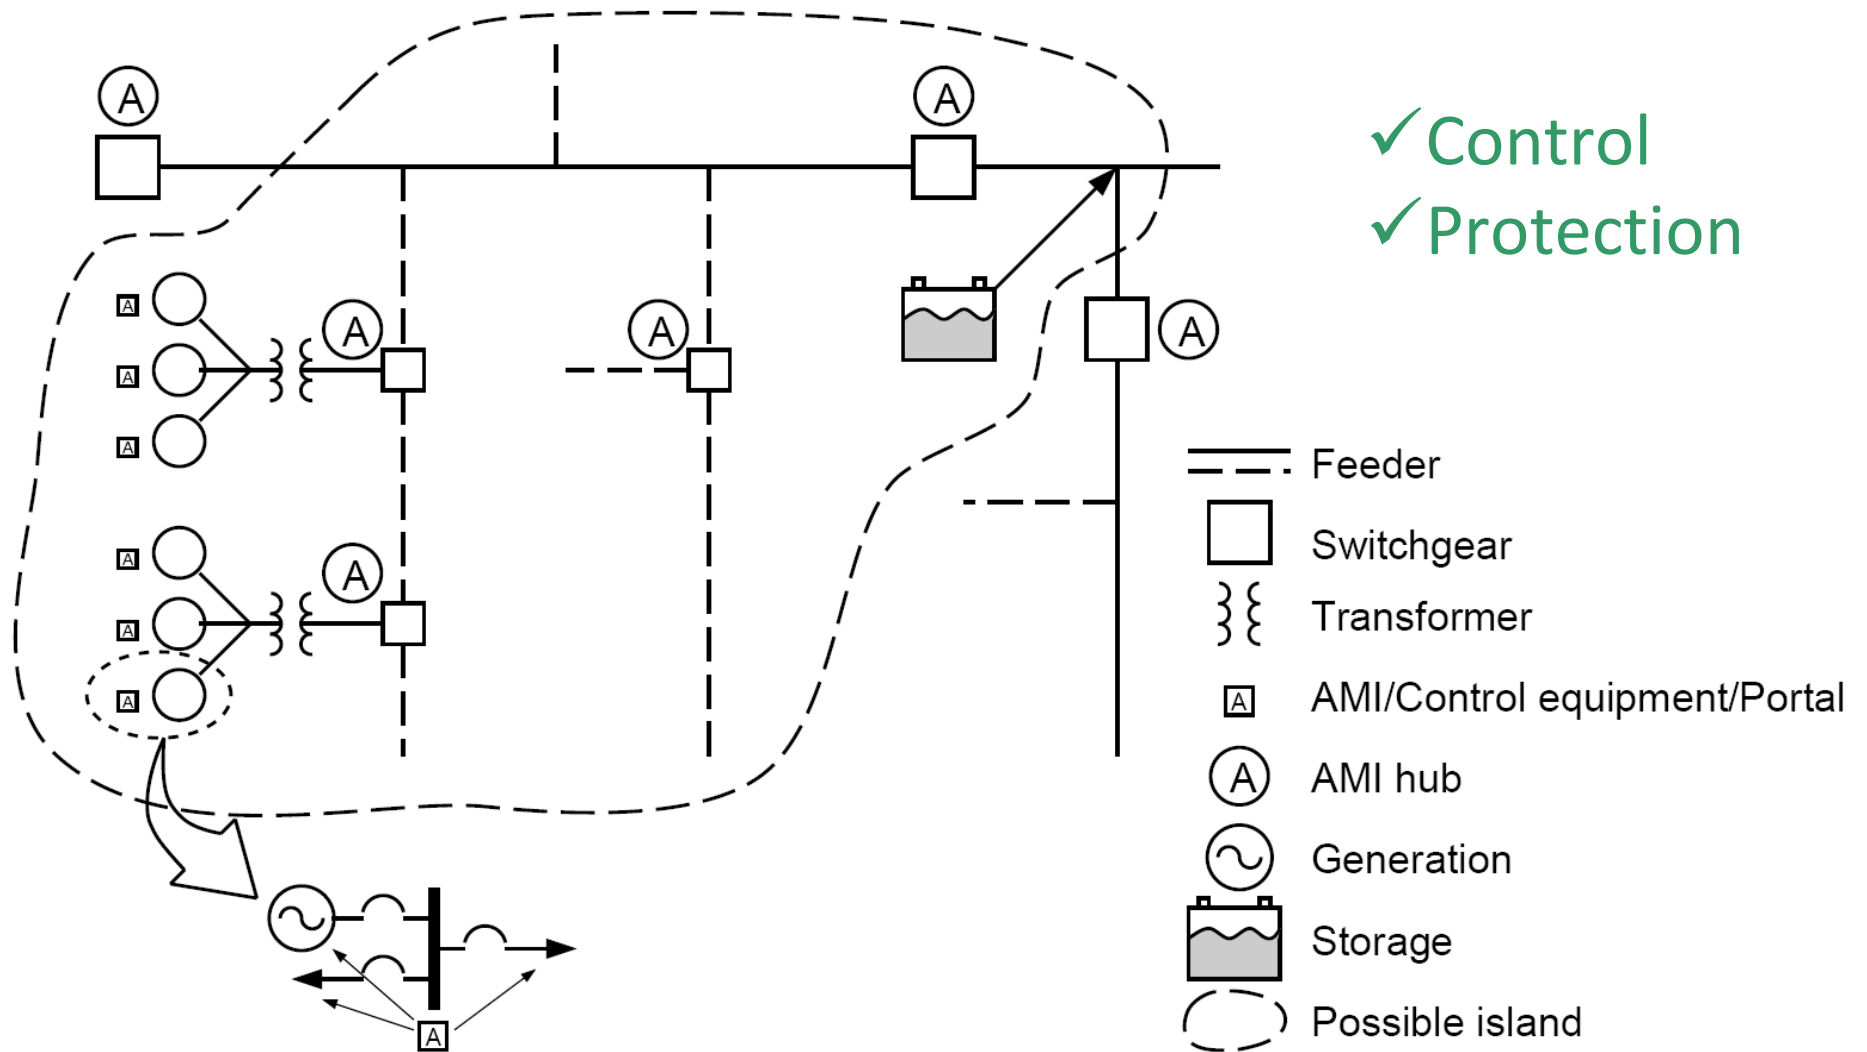 A
A
✓Control
✓Protection
A
A
A
A
A
A
A
A
A
A
A
Feeder
Switchgear
Transformer
A AMI/Control equipment/Portal
A AMI hub
Generation
Storage
A
Possible island